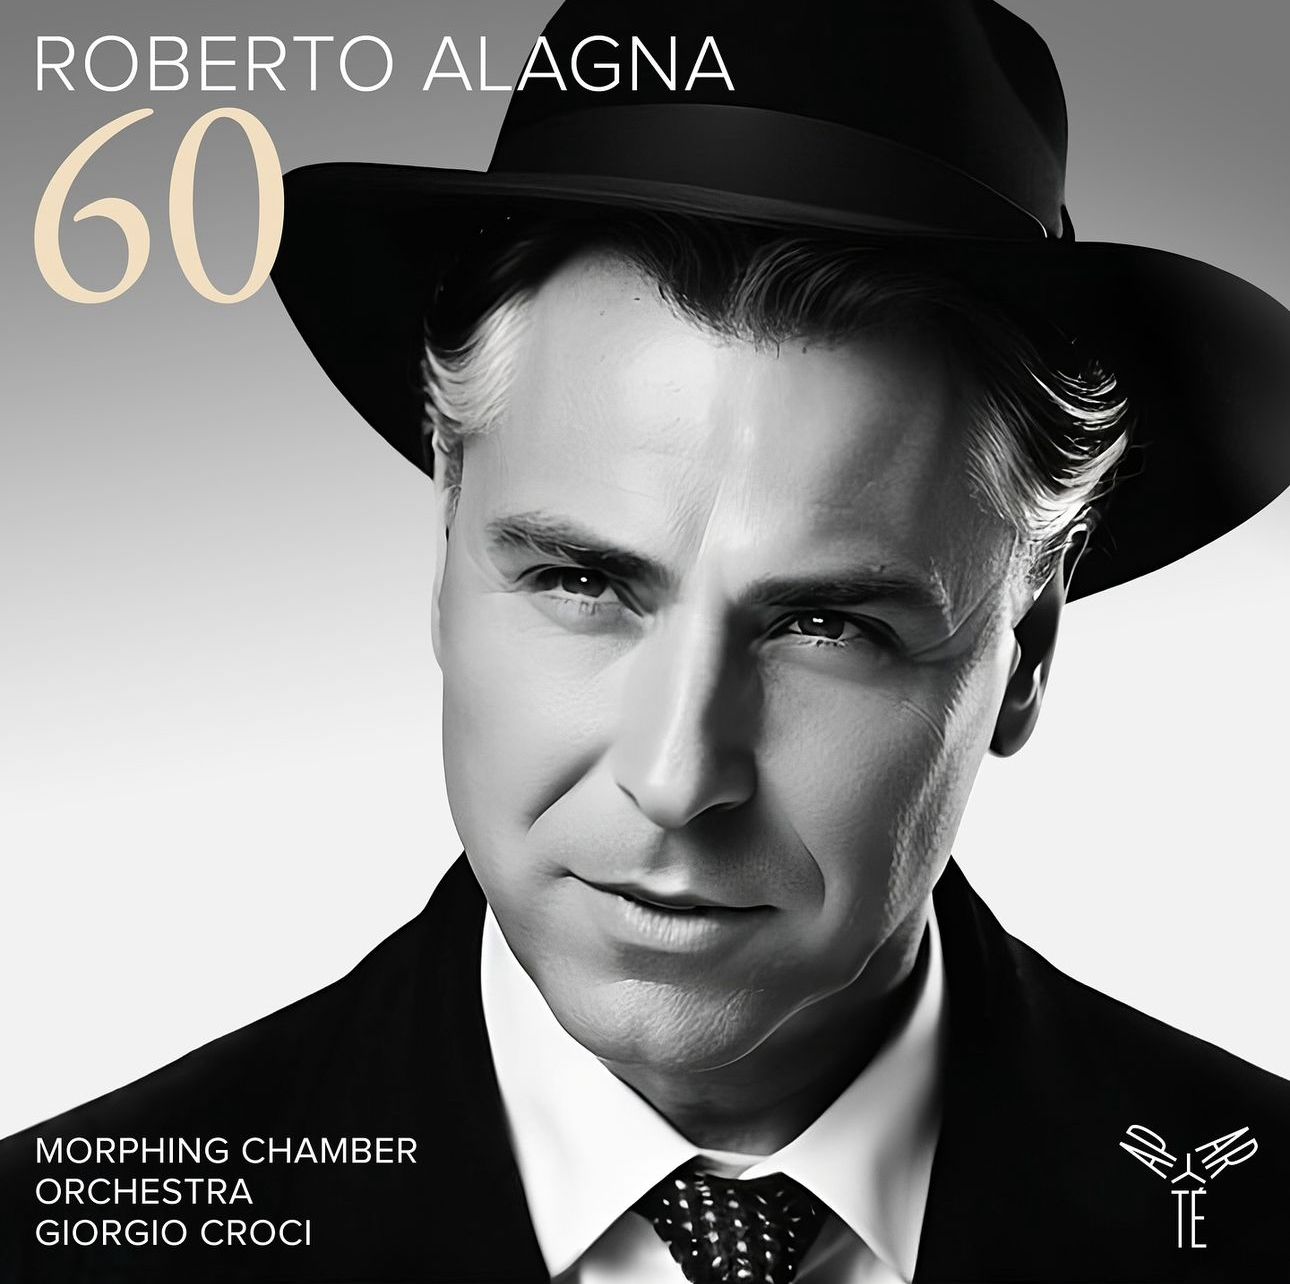 ROBERTO ALAGNA
60
MORPHING CHAMBER
ORCHESTRA
GIORGIO CROCI
APARTÉ